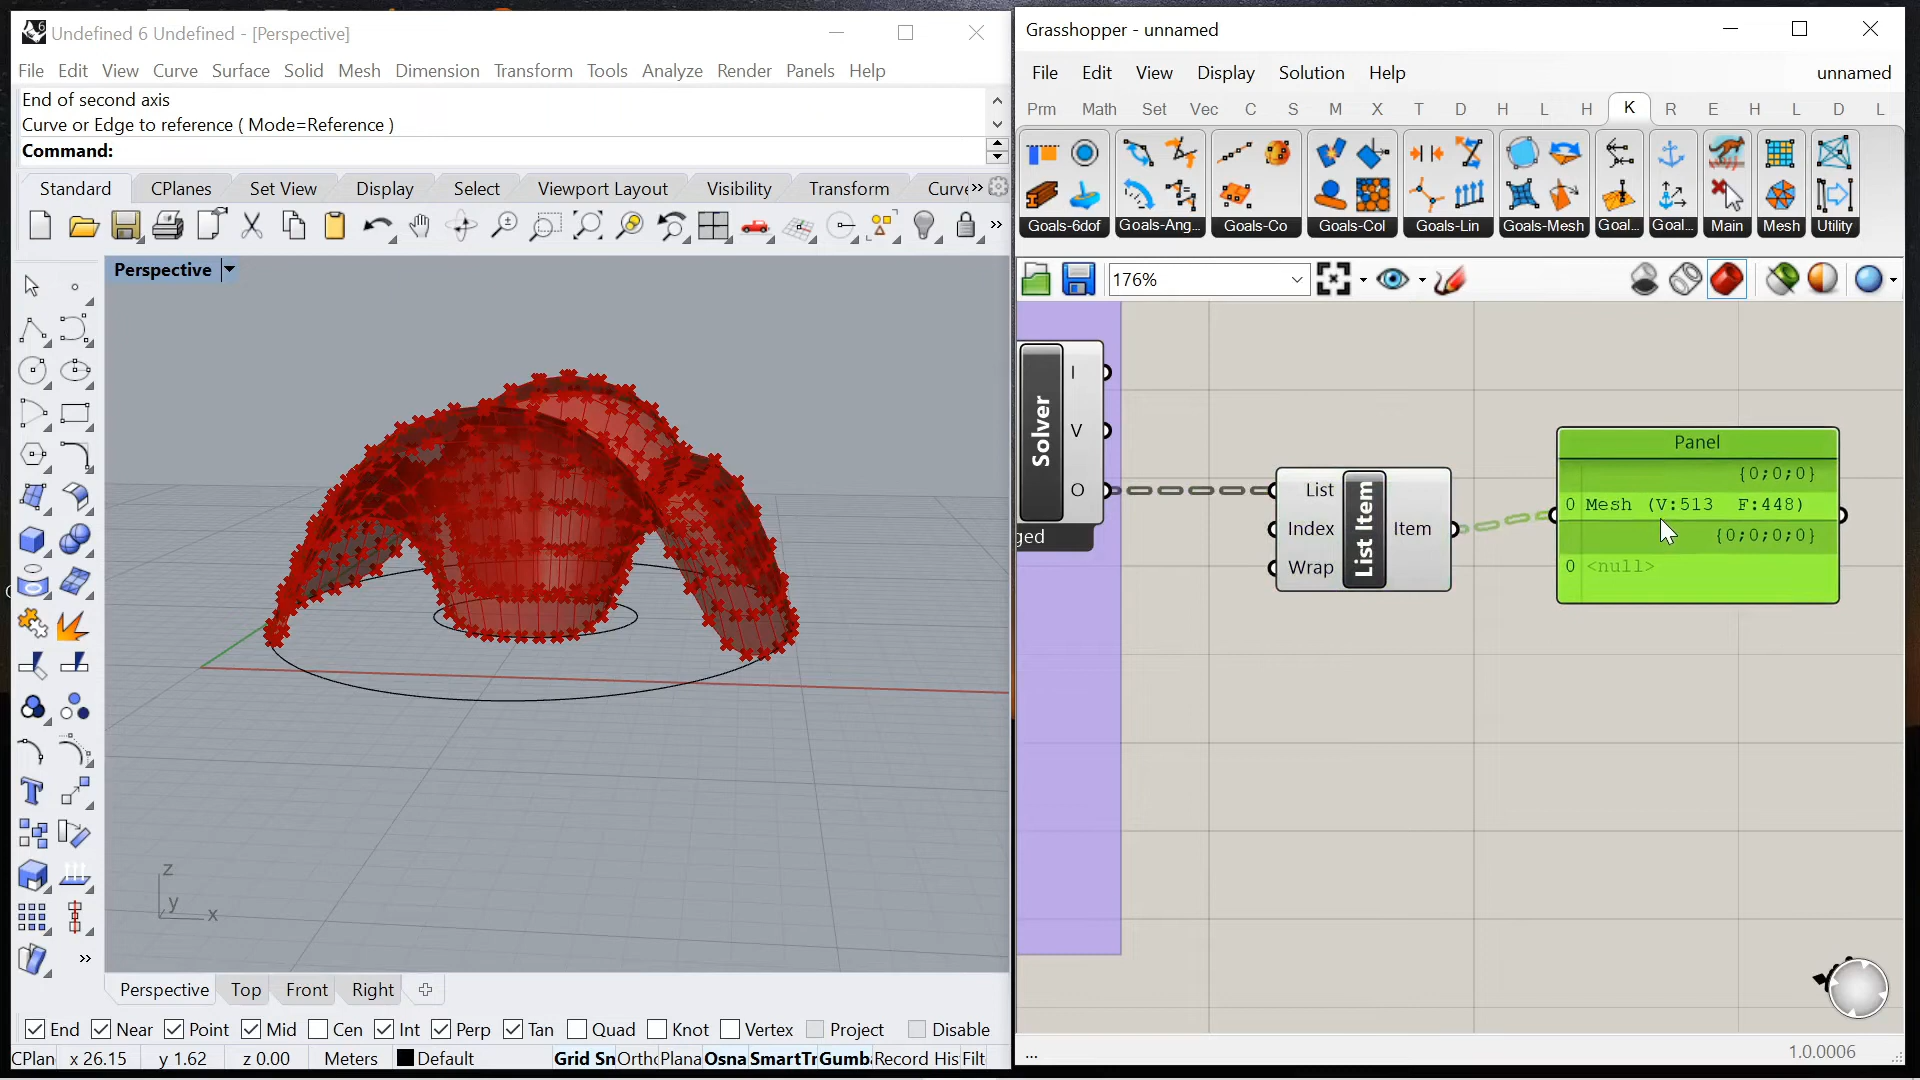 Undefined 6 Undefined - [Perspective]
File Edit View Curve Surface Solid Mesh Dimension Transform Tools Analyze Render Panels Help
End of second axis
Curve or Edge to reference ( Mode=Reference )
Command:
Standard CPlanes Set View Display Select Viewport Layout Visibility Transform Curve »
Perspective
z
y
x
Perspective Top Front Right
End Near Point Mid Cen Int Perp Tan Quad Knot Vertex Project Disable
CPlan x 26.15 y 1.62 z 0.00 Meters Default Grid Sn Ortho Plana Osna SmartTr Gumba Record His Filt
Grasshopper - unnamed
File Edit View Display Solution Help unnamed
Prm Math Set Vec C S M X T D H L H K R E H L D L
Goals-6dof Goals-Ang... Goals-Co Goals-Col Goals-Lin Goals-Mesh Goal... Goal... Main Mesh Utility
176%
Solver
I
V
O
ged
List
Index
Wrap
List Item
Item
Panel
{0;0;0}
0 Mesh (V:513 F:448)
{0;0;0;0}
0 <null>
... 1.0.0006